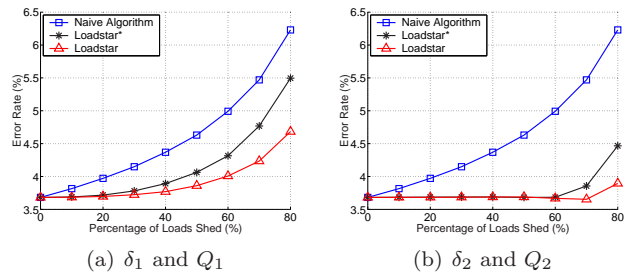 6.5
6
5.5
5
4.5
4
3.5
Error Rate (%)
Naive Algorithm
Loadstar*
Loadstar
0 20 40 60 80
Percentage of Loads Shed (%)
(a) δ1 and Q1
6.5
6
5.5
5
4.5
4
3.5
Error Rate (%)
Naive Algorithm
Loadstar*
Loadstar
0 20 40 60 80
Percentage of Loads Shed (%)
(b) δ2 and Q2